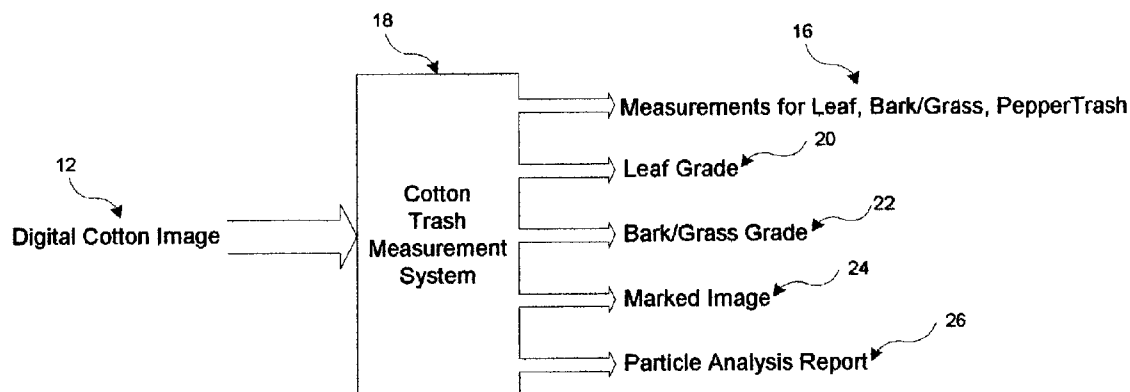 18
16
Measurements for Leaf, Bark/Grass, PepperTrash
20
Leaf Grade
12
Digital Cotton Image
Cotton
Trash
Measurement
System
22
Bark/Grass Grade
24
Marked Image
26
Particle Analysis Report